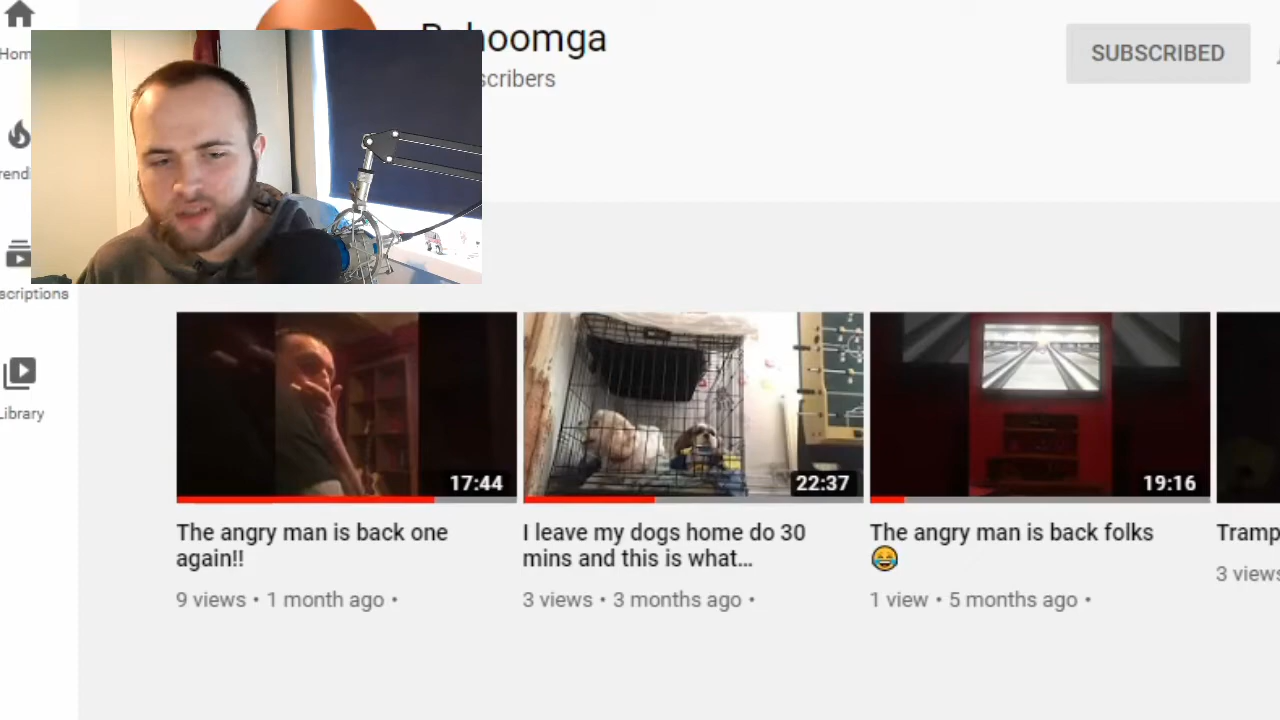 hoomga
scribers
SUBSCRIBED
Hom
rend
scriptions
Library
17:44
22:37
19:16
The angry man is back one
again!!
9 views • 1 month ago •
I leave my dogs home do 30
mins and this is what...
3 views • 3 months ago •
The angry man is back folks
😂
1 view • 5 months ago •
Tramp
3 views